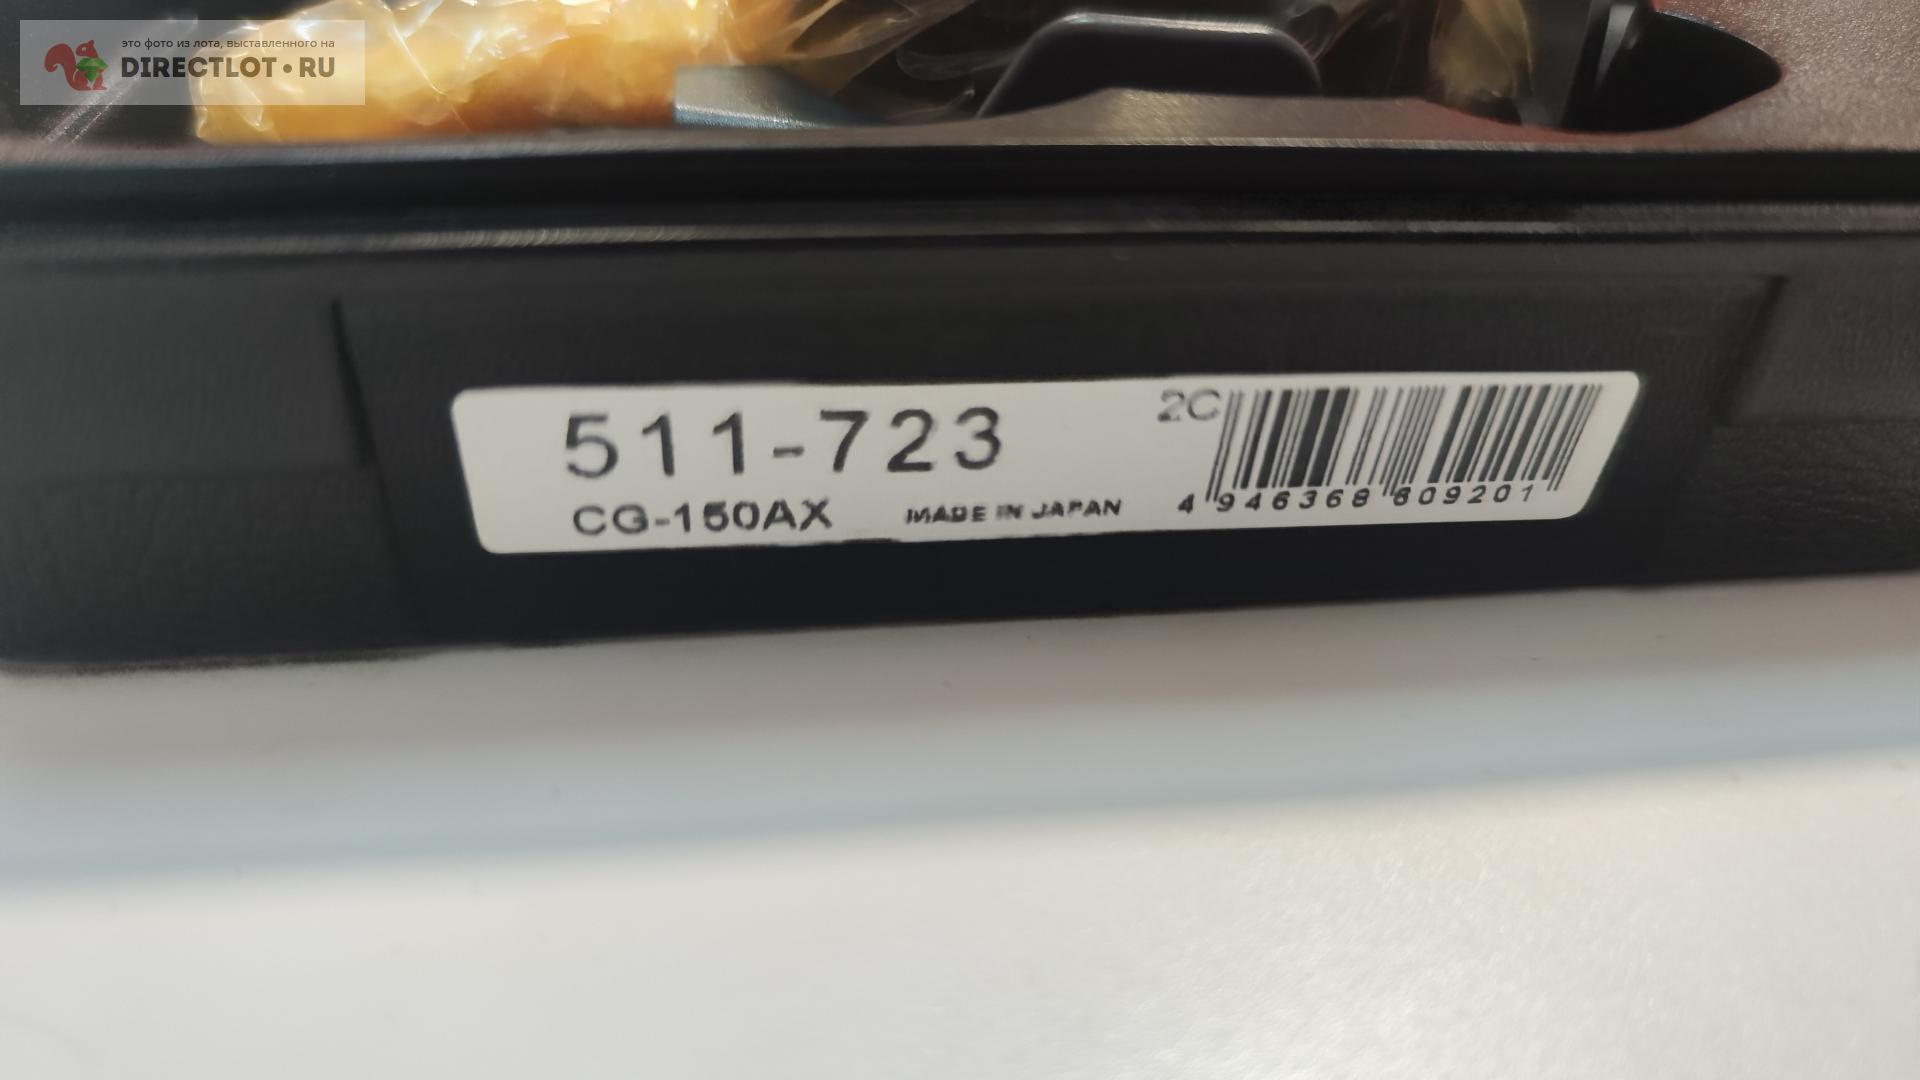 это фото из лота, выставленного на
DIRECTLOT•RU
511-723
2C
CG-150AX
MADE IN JAPAN
4 946368 609201